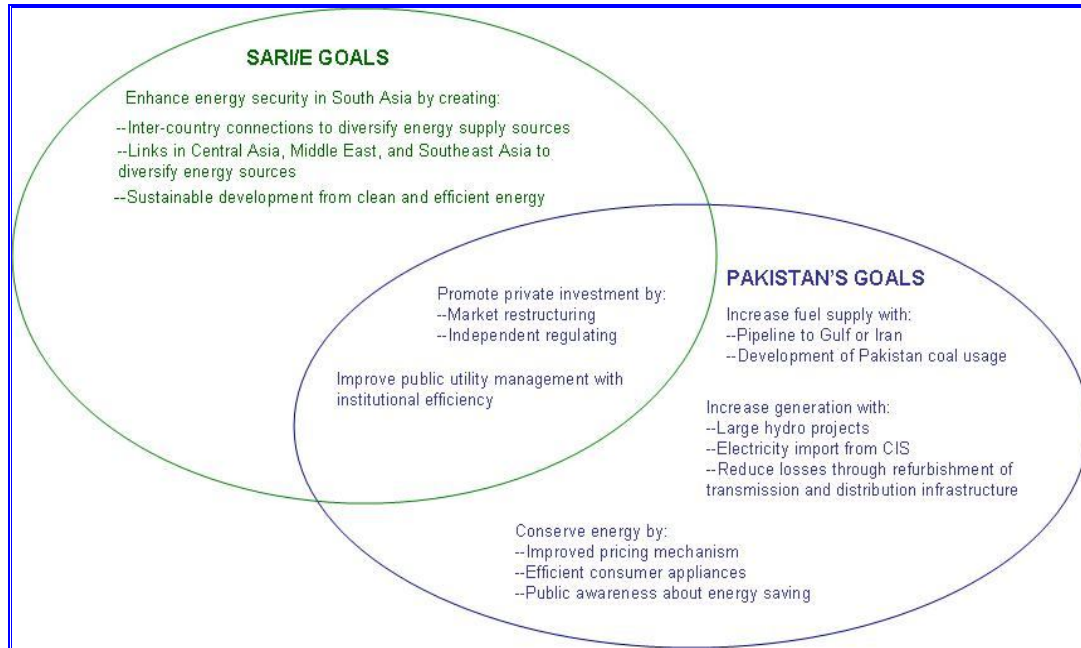 SARI/E GOALS
Enhance energy security in South Asia by creating:
--Inter-country connections to diversify energy supply sources
--Links in Central Asia, Middle East, and Southeast Asia to
diversify energy sources
--Sustainable development from clean and efficient energy
Promote private investment by:
--Market restructuring
--Independent regulating
Improve public utility management with
institutional efficiency
PAKISTAN'S GOALS
Increase fuel supply with:
--Pipeline to Gulf or Iran
--Development of Pakistan coal usage
Increase generation with:
--Large hydro projects
--Electricity import from CIS
--Reduce losses through refurbishment of
transmission and distribution infrastructure
Conserve energy by:
--Improved pricing mechanism
--Efficient consumer appliances
--Public awareness about energy saving